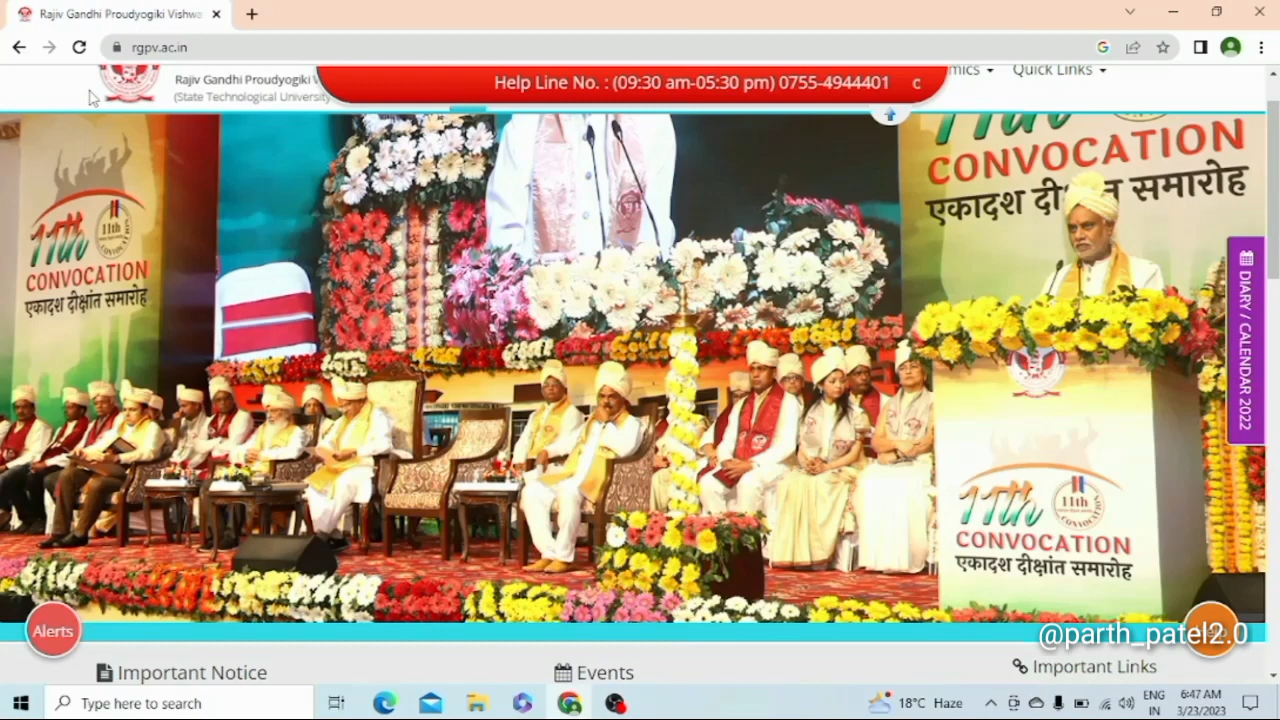 Rajiv Gandhi Proudyogiki Vishwa
rgpv.ac.in
Rajiv Gandhi Proudyogiki V
(State Technological University
Help Line No. : (09:30 am-05:30 pm) 0755-4944401
mics
Quick Links
11th
CONVOCATION
एकादश दीक्षांत समारोह
11th
CONVOCATION
एकादश दी त समारोह
DIARY / CALENDAR 2022
11th
CONVOCATION
एकादश दीक्षांत समारोह
Alerts
Help
@parth_patel2.0
Important Notice
Events
Important Links
Type here to search
18°C Haze
ENG
IN
6:47 AM
3/23/2023